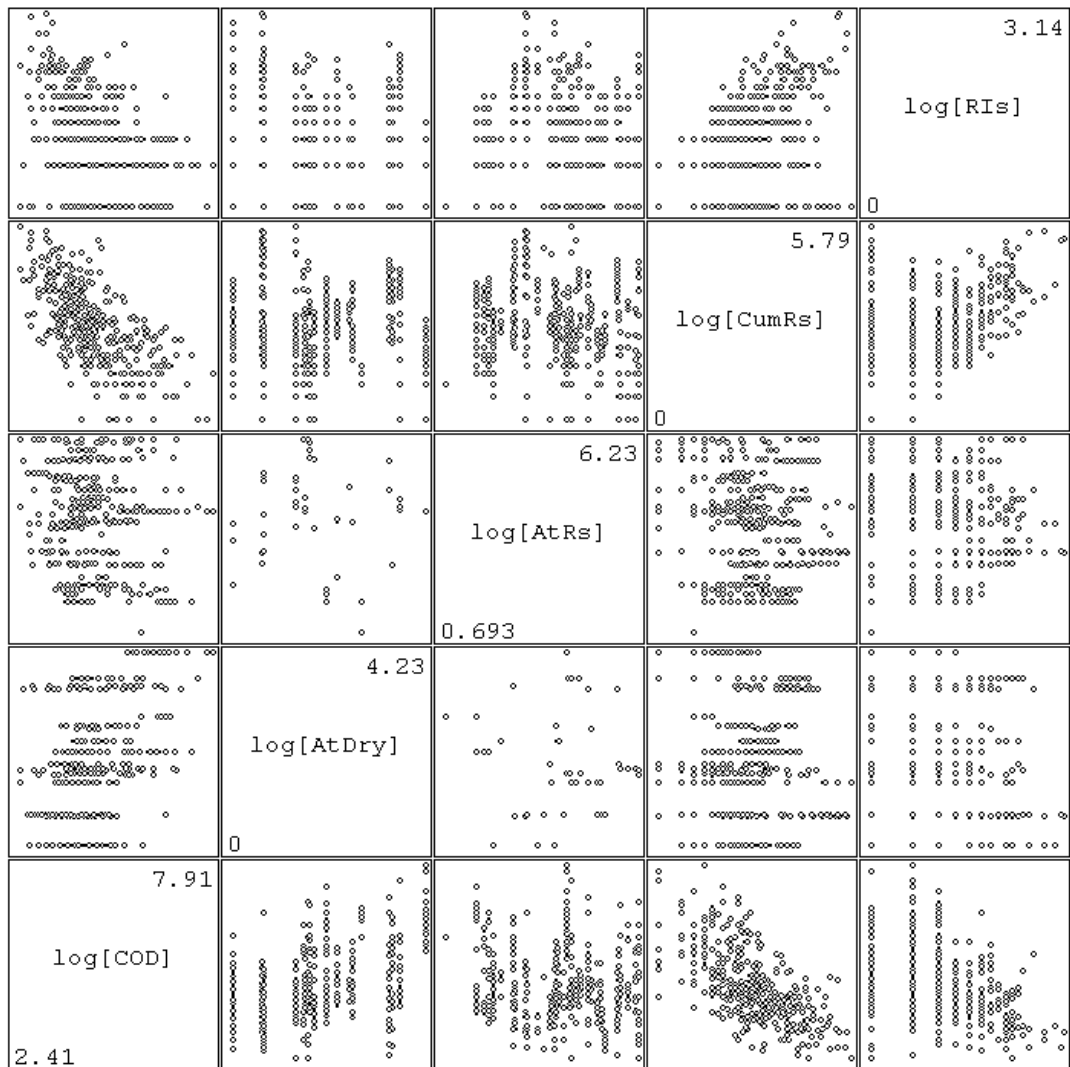 3.14
log[RIs]
0
5.79
log[CumRs]
0
6.23
log[AtRs]
0.693
4.23
log[AtDry]
0
7.91
log[COD]
2.41